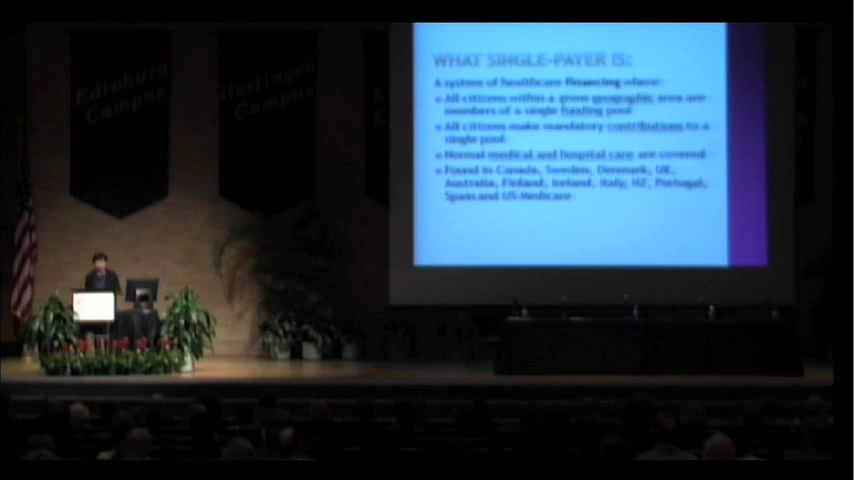 Edinburg
Campus
Harlingen
Campus
WHAT SINGLE-PAYER IS:
A system of healthcare financing where:
All citizens within a given geographic area are
members of a single funding pool.
All citizens make mandatory contributions to a
single pool.
Normal medical and hospital care are covered.
Found in Canada, Sweden, Denmark, UK,
Australia, Finland, Ireland, Italy, NZ, Portugal,
Spain and US Medicare